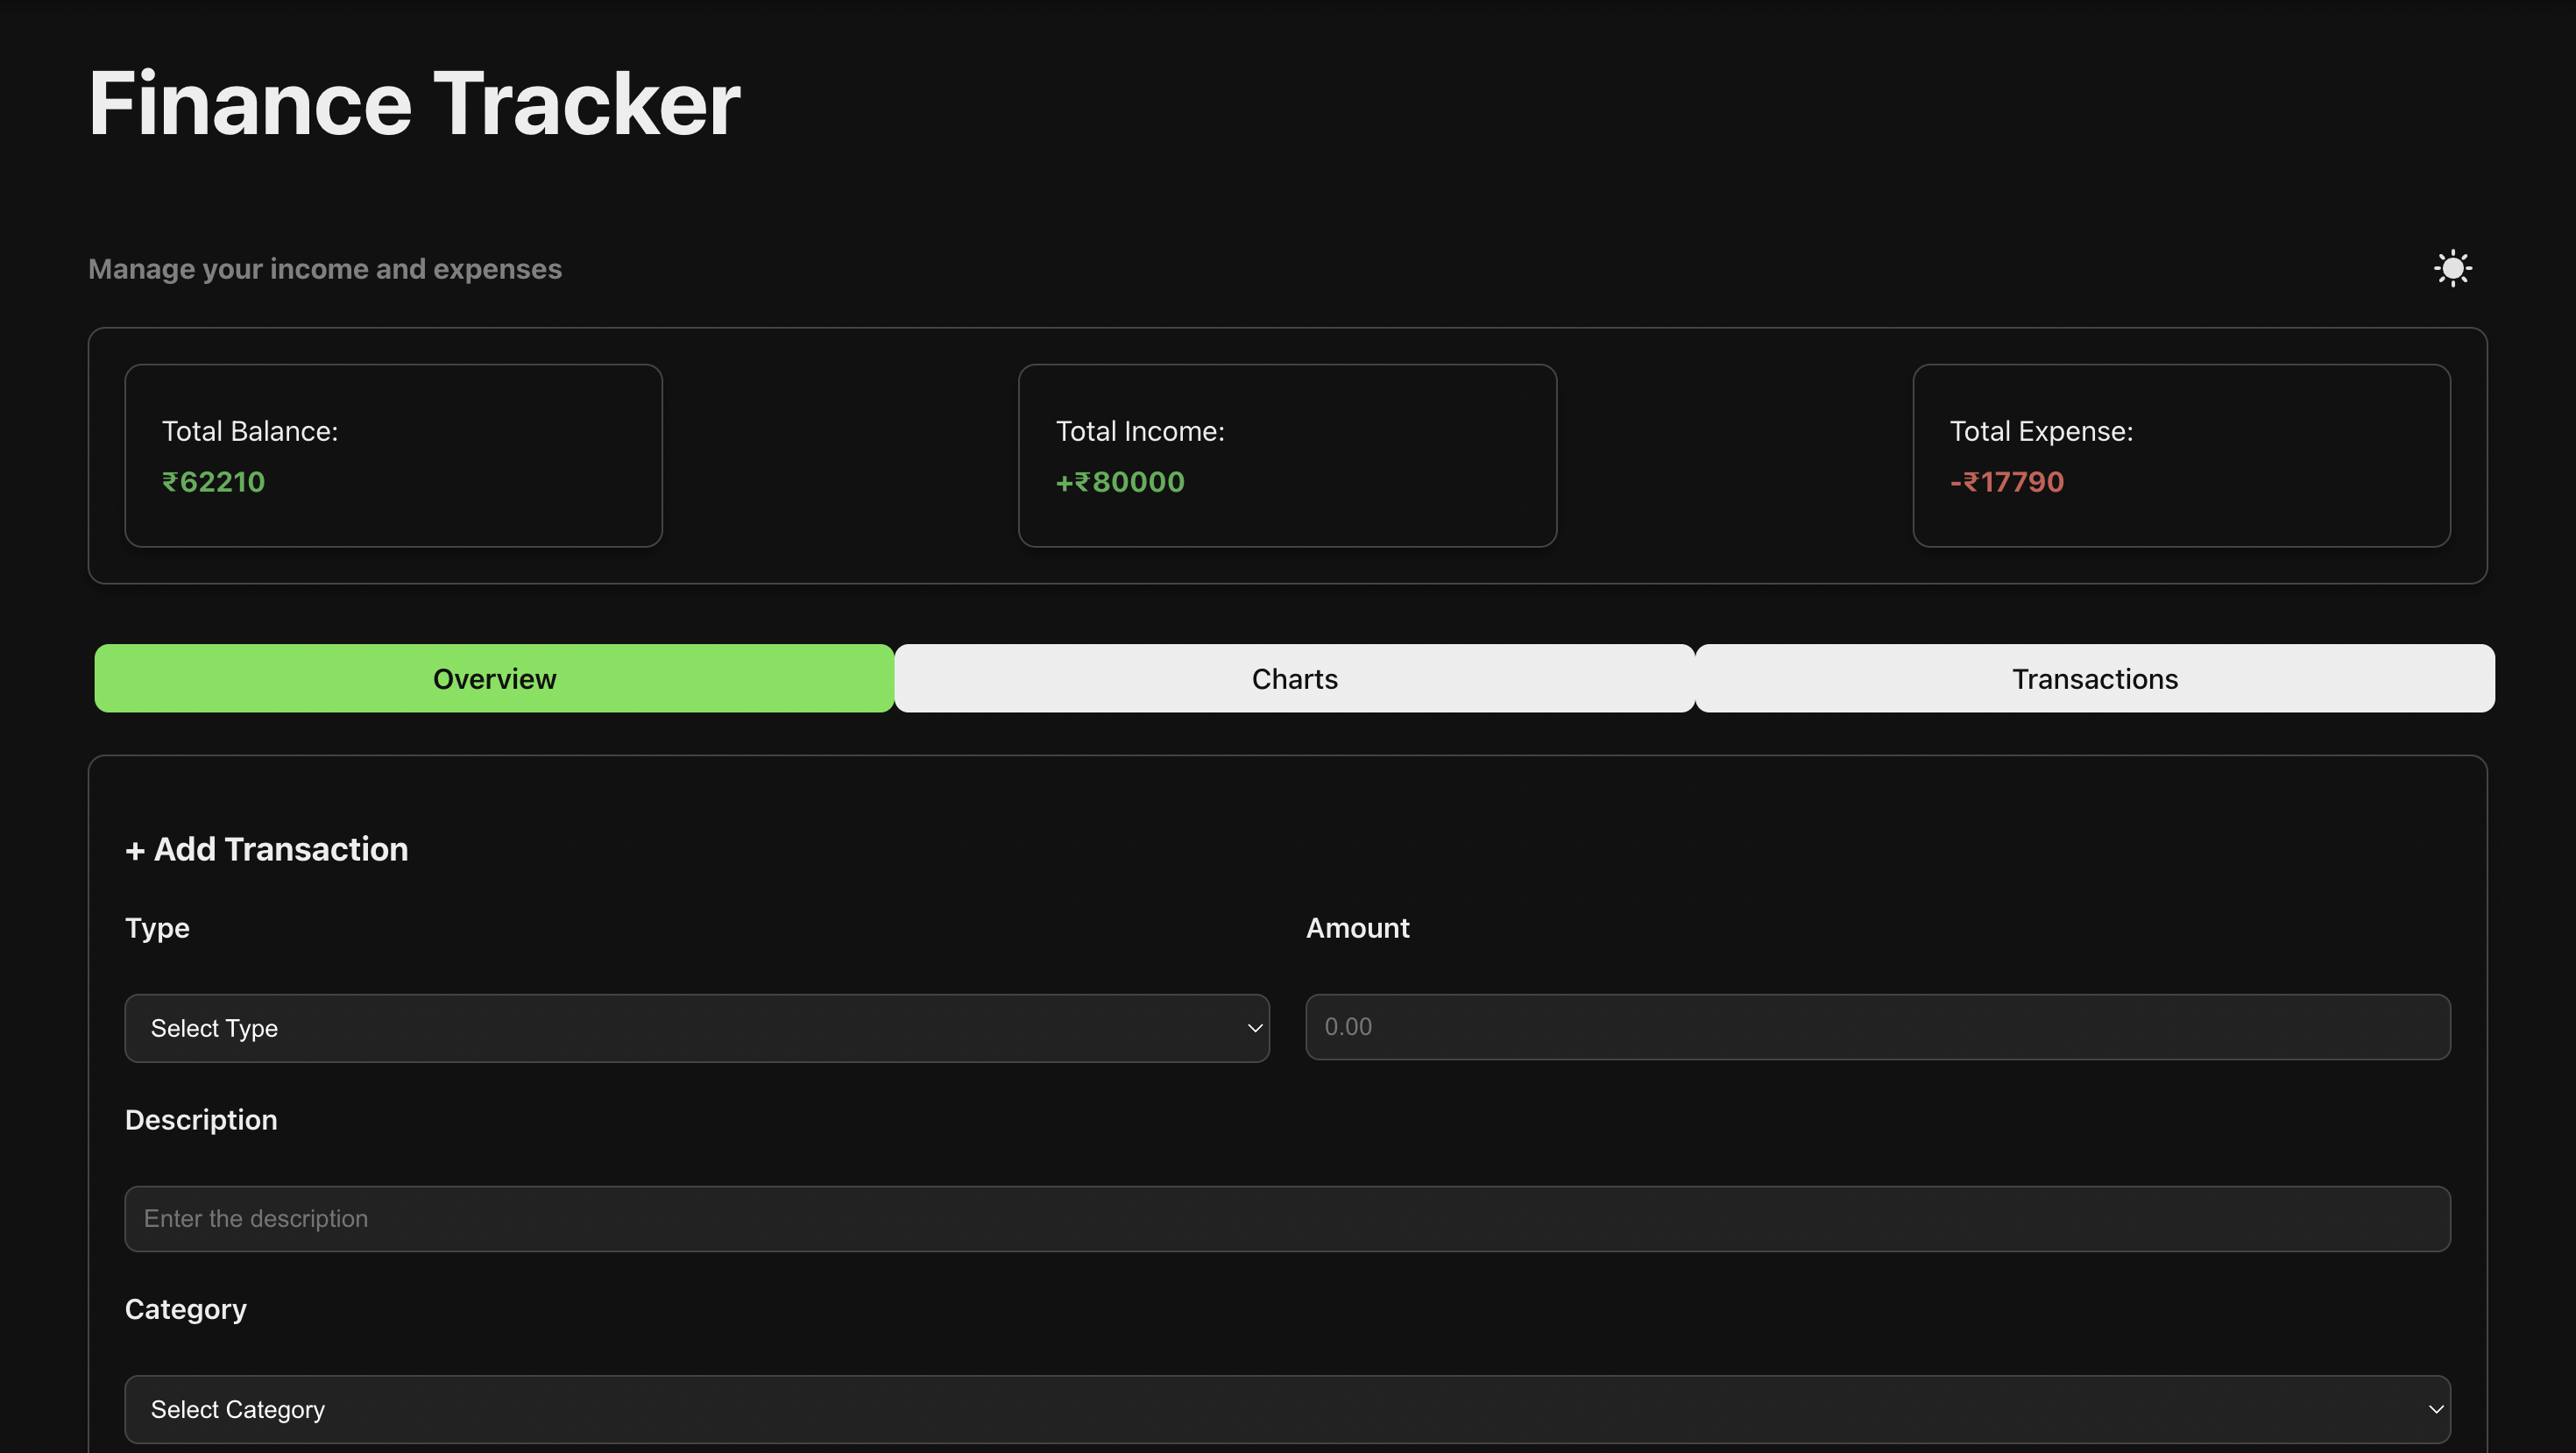 Finance Tracker
Manage your income and expenses
Total Balance:
₹62210
Total Income:
+₹80000
Total Expense:
-₹17790
Overview
Charts
Transactions
+ Add Transaction
Type
Amount
Select Type
0.00
Description
Enter the description
Category
Select Category